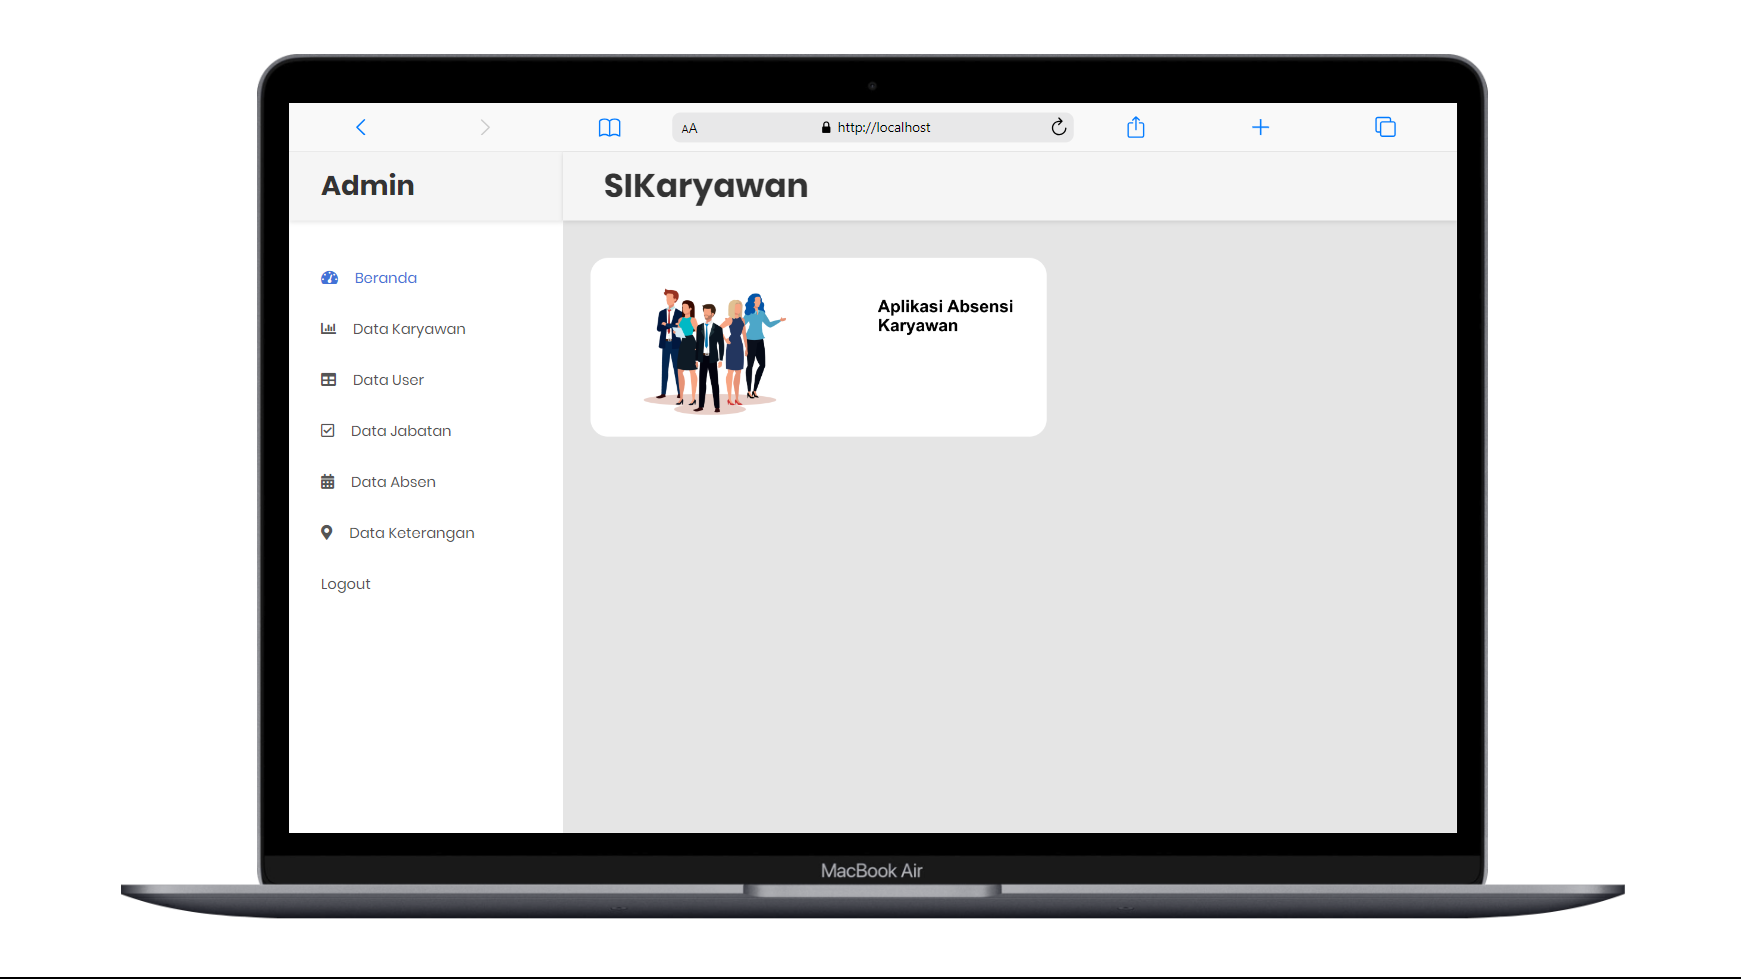 AA
http://localhost
Admin
SIKaryawan
Beranda
Data Karyawan
Data User
Data Jabatan
Data Absen
Data Keterangan
Logout
Aplikasi Absensi
Karyawan
MacBook Air